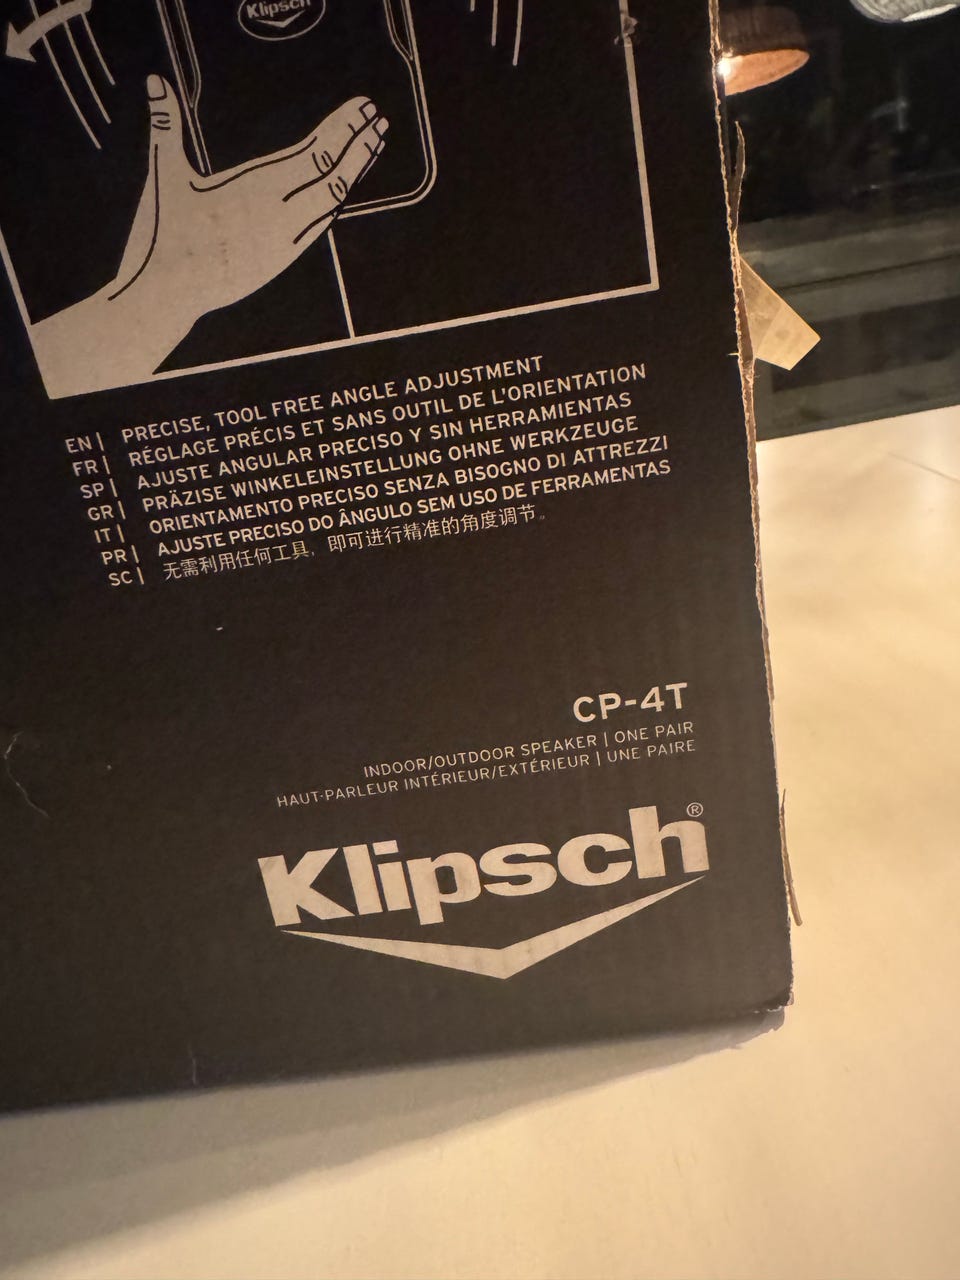 Klipsch
EN | PRECISE, TOOL FREE ANGLE ADJUSTMENT
FR | RÉGLAGE PRÉCIS ET SANS OUTIL DE L'ORIENTATION
SP | AJUSTE ANGULAR PRECISO Y SIN HERRAMIENTAS
GR | PRÄZISE WINKELEINSTELLUNG OHNE WERKZEUGE
IT | ORIENTAMENTO PRECISO SENZA BISOGNO DI ATTREZZI
PR | AJUSTE PRECISO DO ÂNGULO SEM USO DE FERRAMENTAS
SC | 无需利用任何工具，即可进行精准的角度调节。
CP-4T
INDOOR/OUTDOOR SPEAKER | ONE PAIR
HAUT-PARLEUR INTÉRIEUR/EXTÉRIEUR | UNE PAIRE
Klipsch®